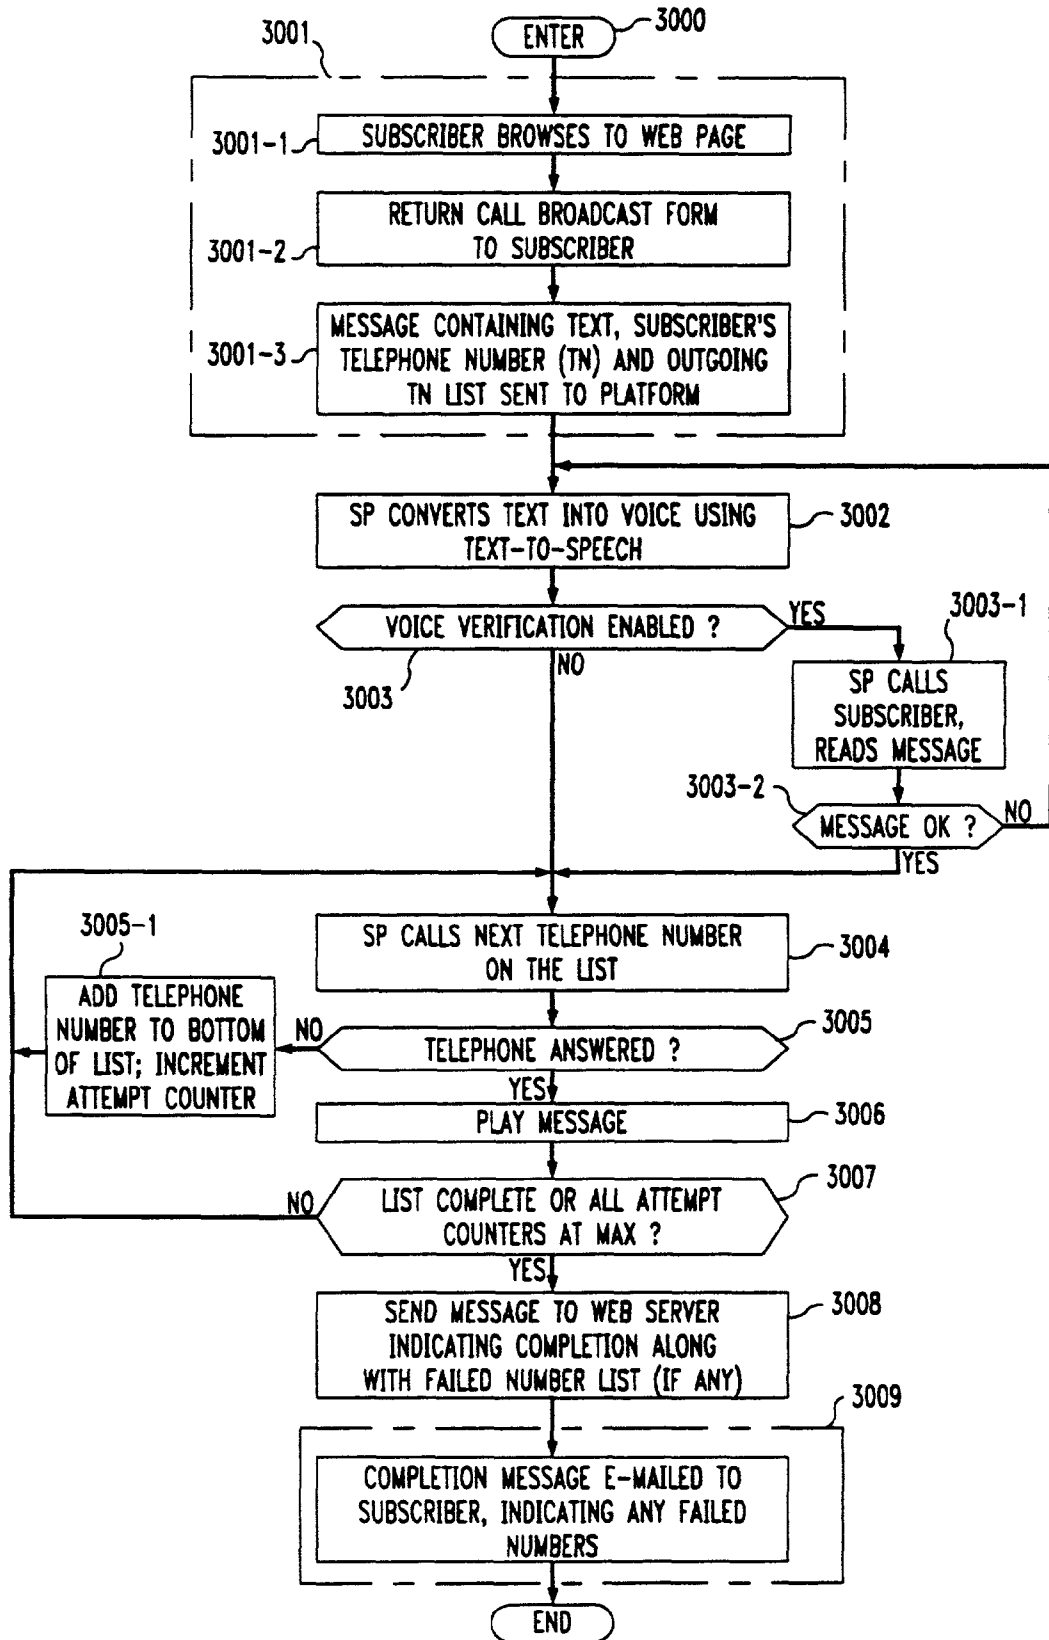 ENTER
3000
3001
3001-1
SUBSCRIBER BROWSES TO WEB PAGE
3001-2
RETURN CALL BROADCAST FORM
TO SUBSCRIBER
3001-3
MESSAGE CONTAINING TEXT, SUBSCRIBER'S
TELEPHONE NUMBER (TN) AND OUTGOING
TN LIST SENT TO PLATFORM
SP CONVERTS TEXT INTO VOICE USING
TEXT-TO-SPEECH
3002
VOICE VERIFICATION ENABLED ?
YES
NO
3003
3003-1
SP CALLS
SUBSCRIBER,
READS MESSAGE
3003-2
MESSAGE OK ?
NO
YES
SP CALLS NEXT TELEPHONE NUMBER
ON THE LIST
3004
3005-1
ADD TELEPHONE
NUMBER TO BOTTOM
OF LIST; INCREMENT
ATTEMPT COUNTER
NO
TELEPHONE ANSWERED ?
3005
YES
PLAY MESSAGE
3006
NO
LIST COMPLETE OR ALL ATTEMPT
COUNTERS AT MAX ?
3007
YES
SEND MESSAGE TO WEB SERVER
INDICATING COMPLETION ALONG
WITH FAILED NUMBER LIST (IF ANY)
3008
3009
COMPLETION MESSAGE E-MAILED TO
SUBSCRIBER, INDICATING ANY FAILED
NUMBERS
END